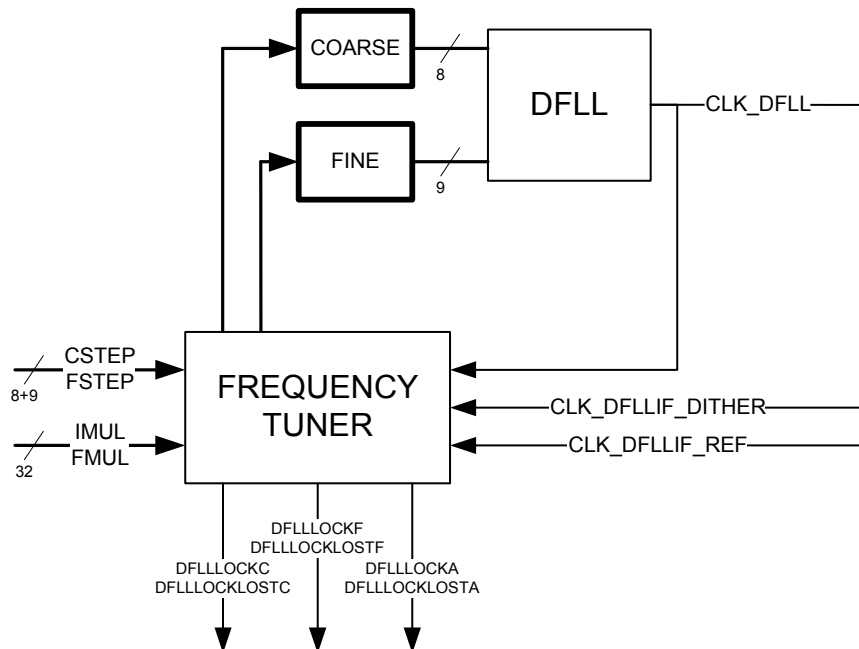 COARSE
8
DFLL
CLK_DFLL
FINE
9
CSTEP
FSTEP
8+9
FREQUENCY
TUNER
CLK_DFLLIF_DITHER
IMUL
FMUL
32
CLK_DFLLIF_REF
DFLLLOCKF
DFLLLOCKLOSTF
DFLLLOCKC
DFLLLOCKLOSTC
DFLLLOCKA
DFLLLOCKLOSTA